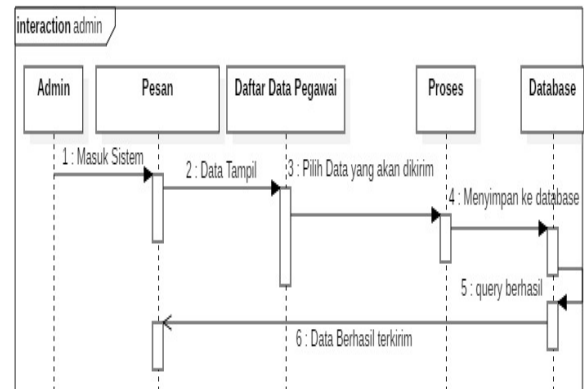 interaction admin
Admin
Pesan
Daftar Data Pegawai
Proses
Database
1 : Masuk Sistem
2 : Data Tampil
3 : Pilih Data yang akan dikirim
4 : Menyimpan ke database
5 : query berhasil
6 : Data Berhasil terkirim